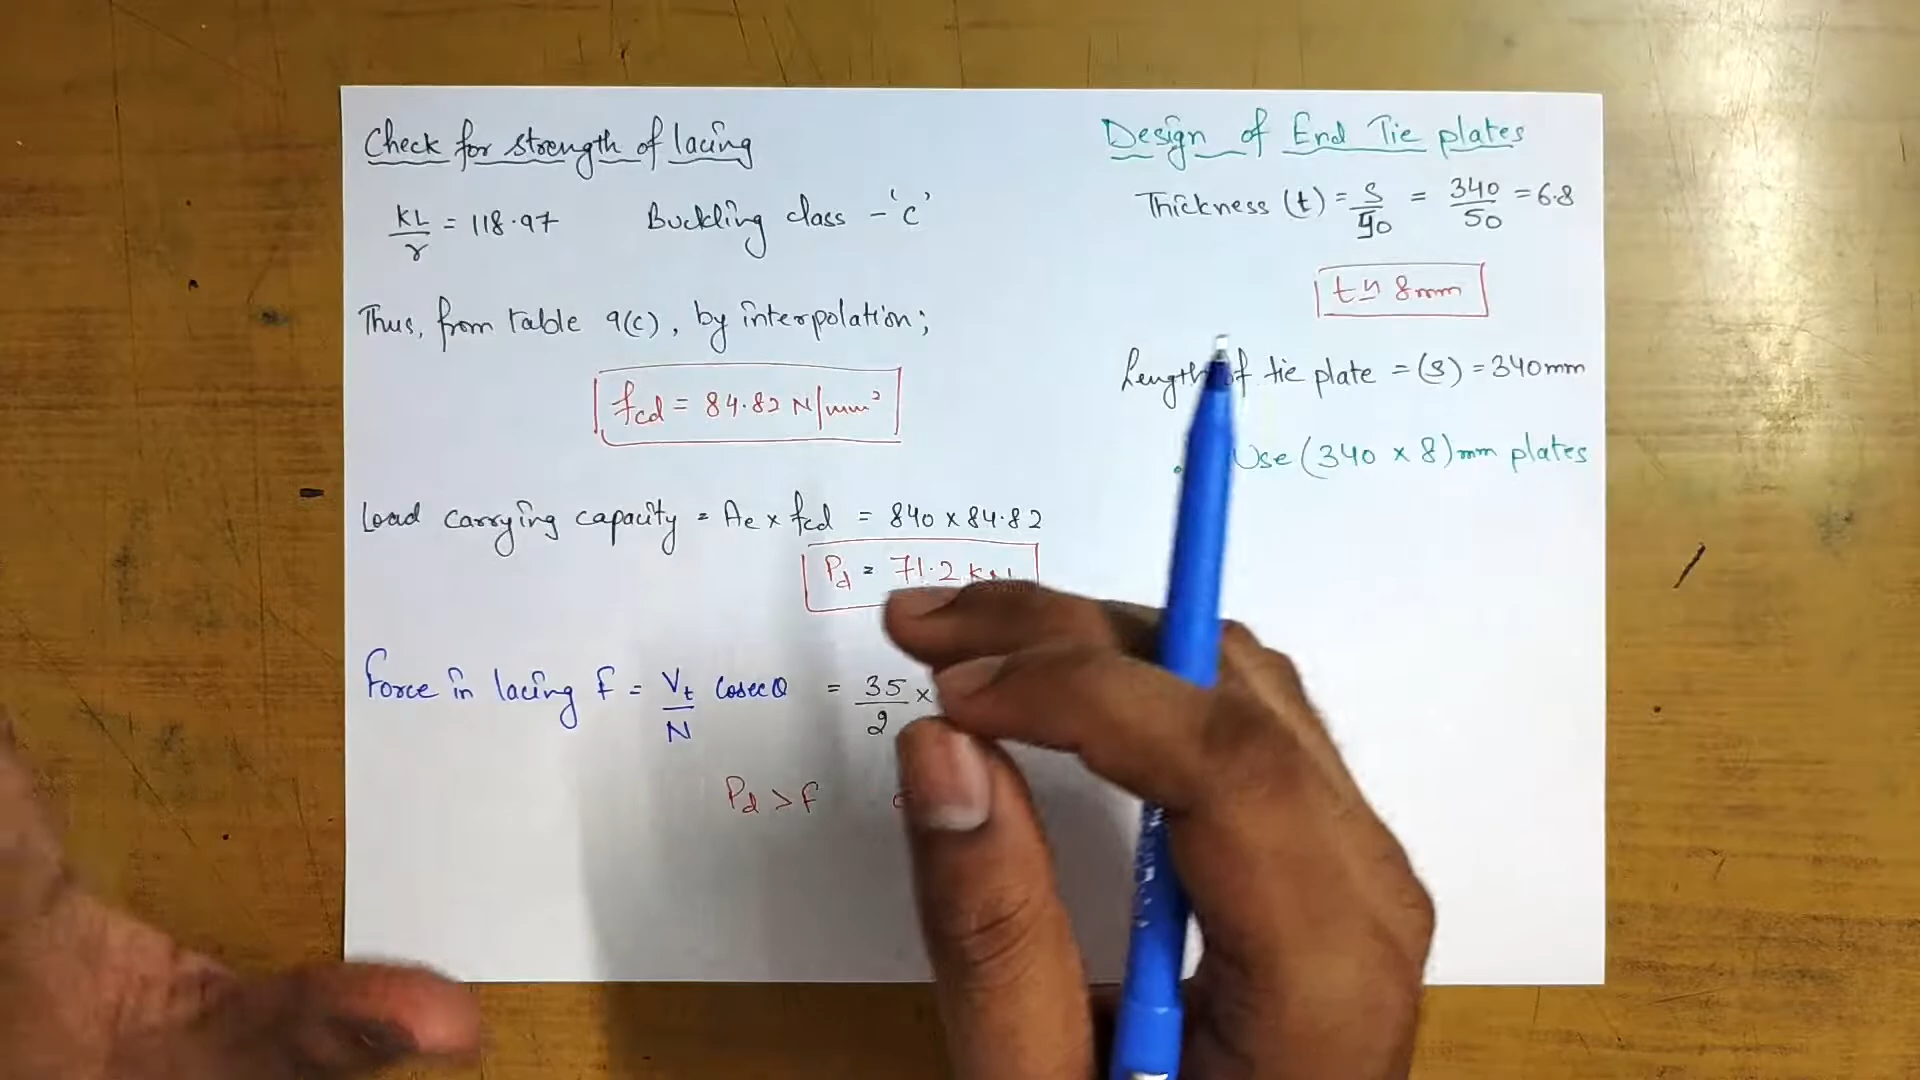 Check for strength of lacing
KL/r = 118.97 Buckling class - 'c'
Thus, from table 9(c), by interpolation;
fcd = 84.82 N/mm²
Load carrying capacity = Ae x fcd = 840 x 84.82
Pd = 71.2 kN
Force in lacing F = Vt/N cosec θ = 35/2 x
Pd > F
Design of End Tie plates
Thickness (t) = S/50 = 340/50 = 6.8
t ≃ 8mm
Length of tie plate = (S) = 340mm
Use (340 x 8) mm plates